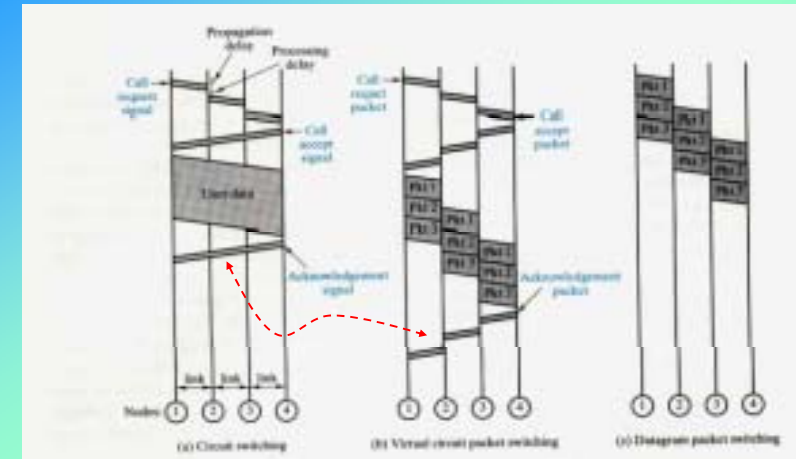 Propagation
delay
Processing
delay
Call
request
signal
Call
accept
signal
User data
Acknowledgement
signal
link link link
Nodes: 1 2 3 4
(a) Circuit switching
Call
request
packet
Call
accept
packet
Pkt 1
Pkt 2
Pkt 3
Pkt 1
Pkt 2
Pkt 3
Pkt 1
Pkt 2
Pkt 3
Acknowledgement
packet
1 2 3 4
(b) Virtual circuit packet switching
Pkt 1
Pkt 2
Pkt 3
Pkt 1
Pkt 2
Pkt 3
Pkt 1
Pkt 2
Pkt 3
1 2 3 4
(c) Datagram packet switching